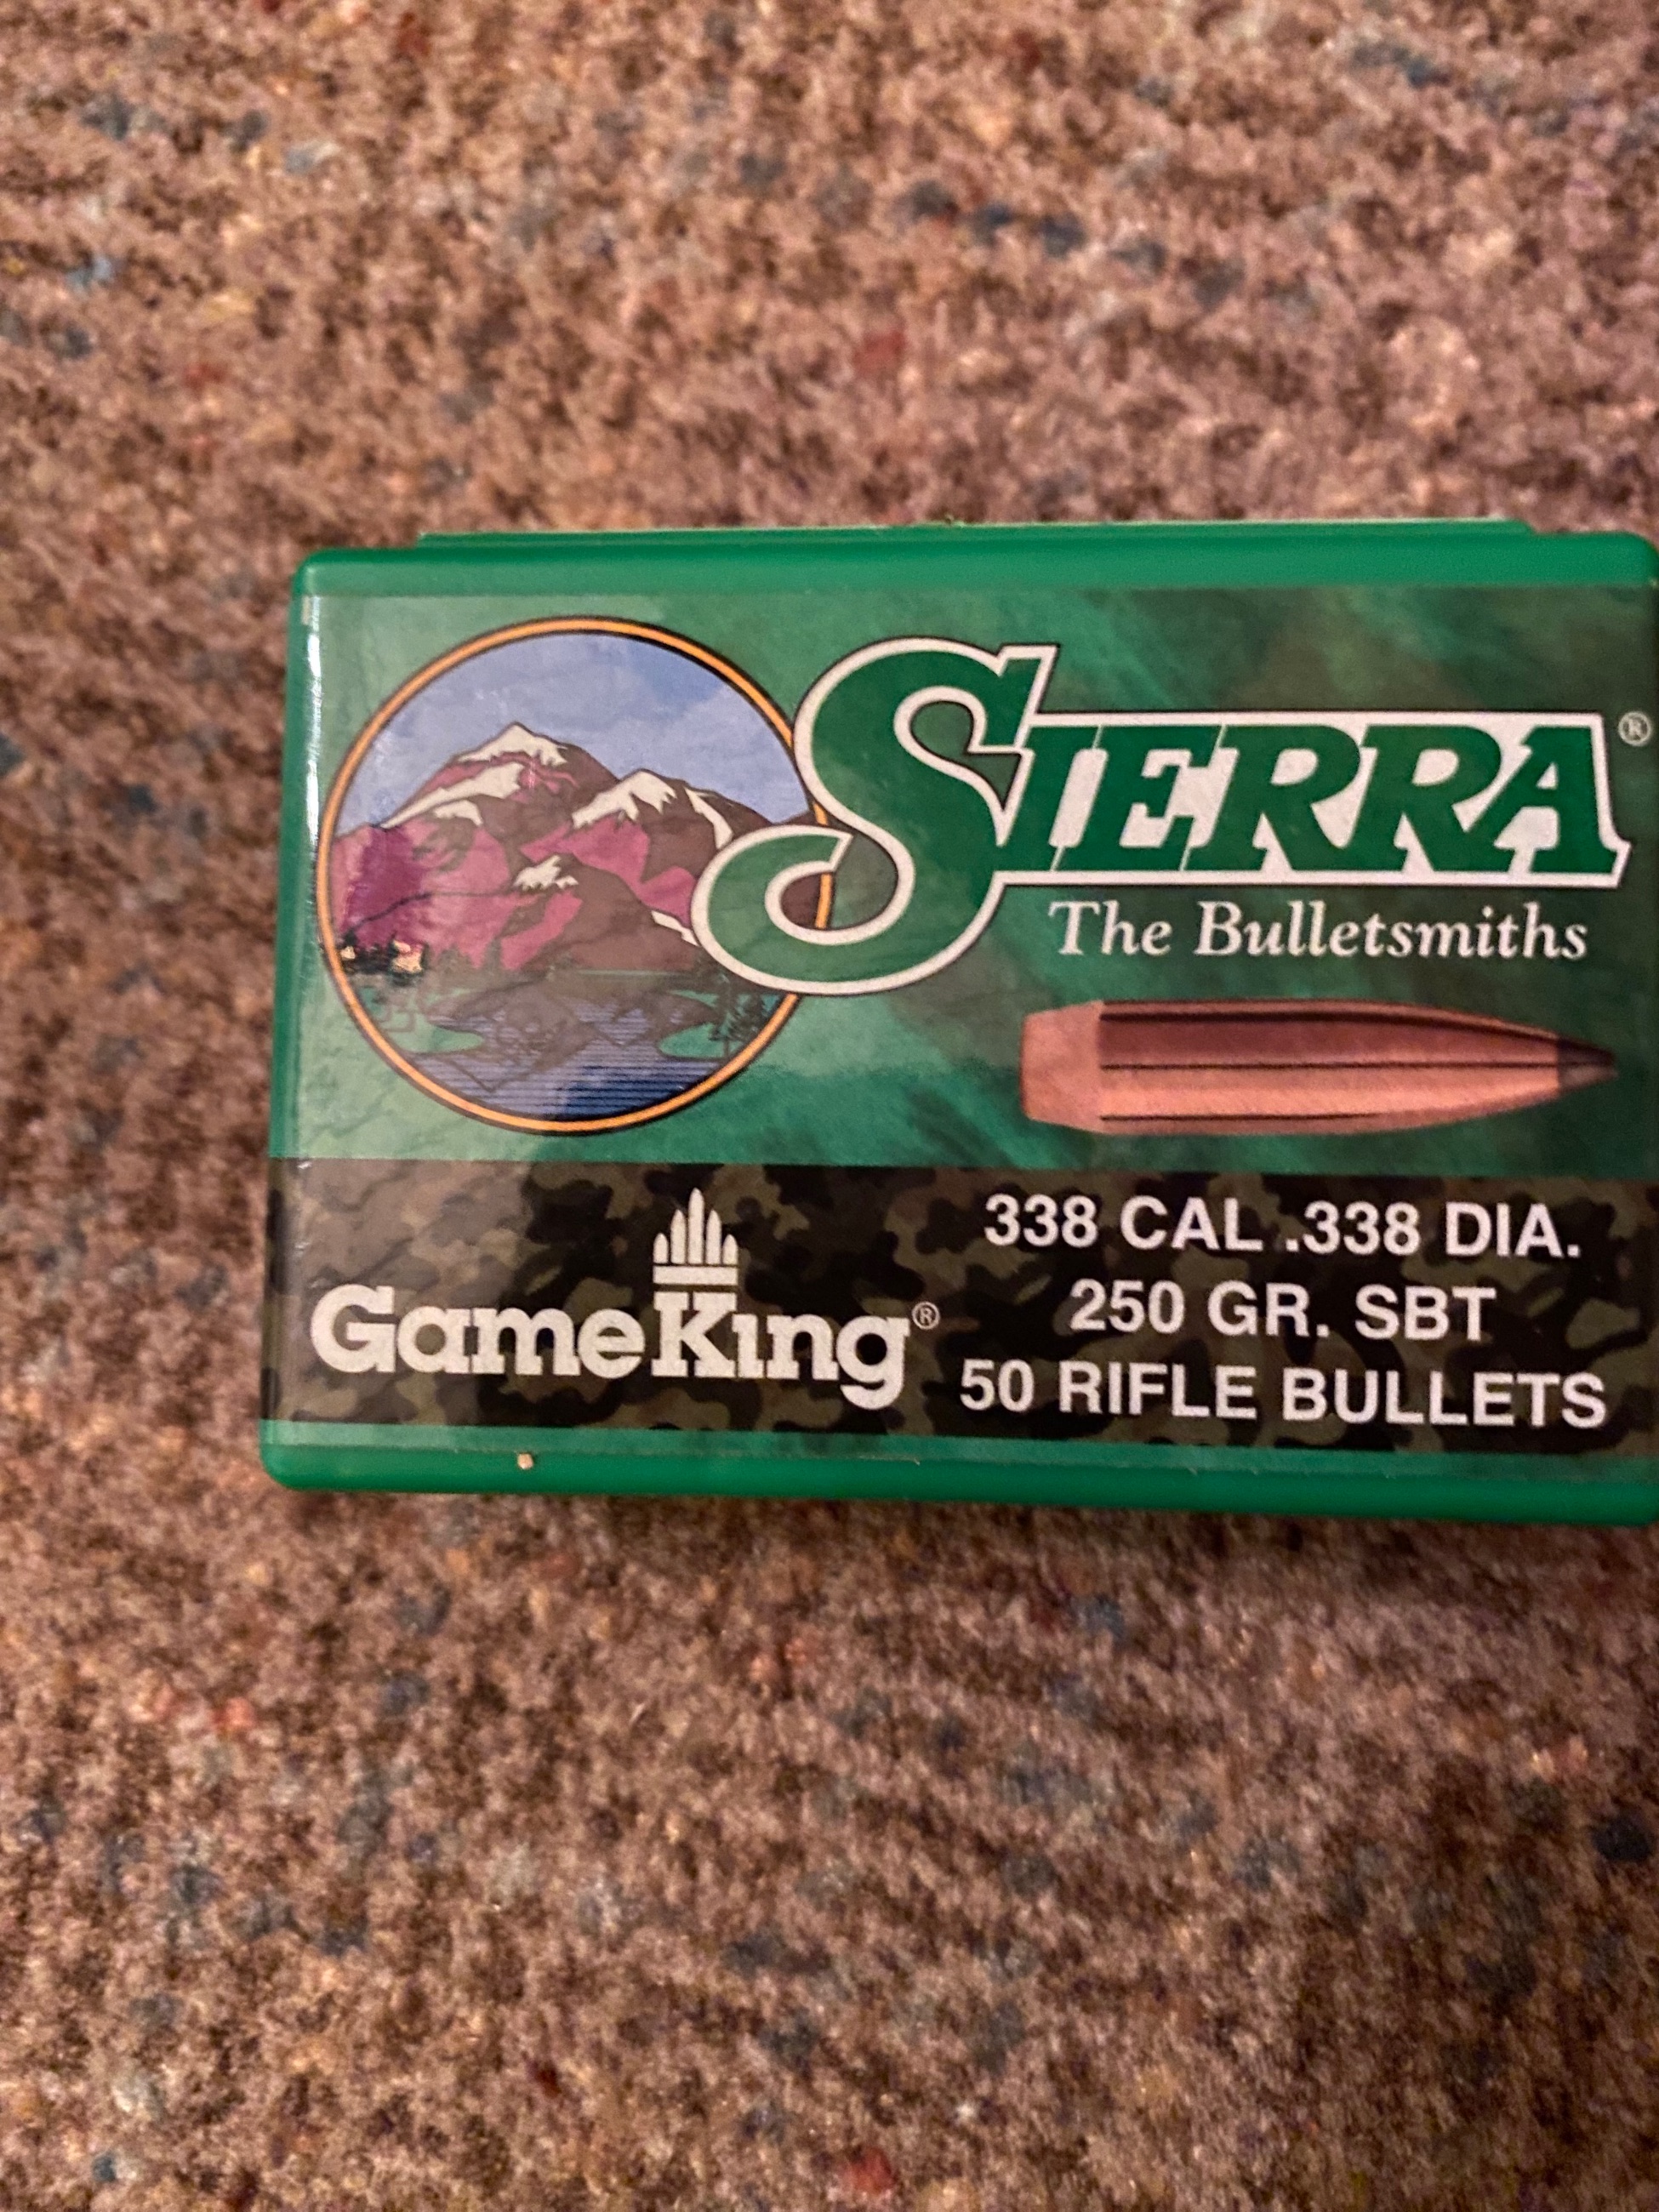 SIERRA®
The Bulletsmiths
GameKing®
338 CAL .338 DIA.
250 GR. SBT
50 RIFLE BULLETS